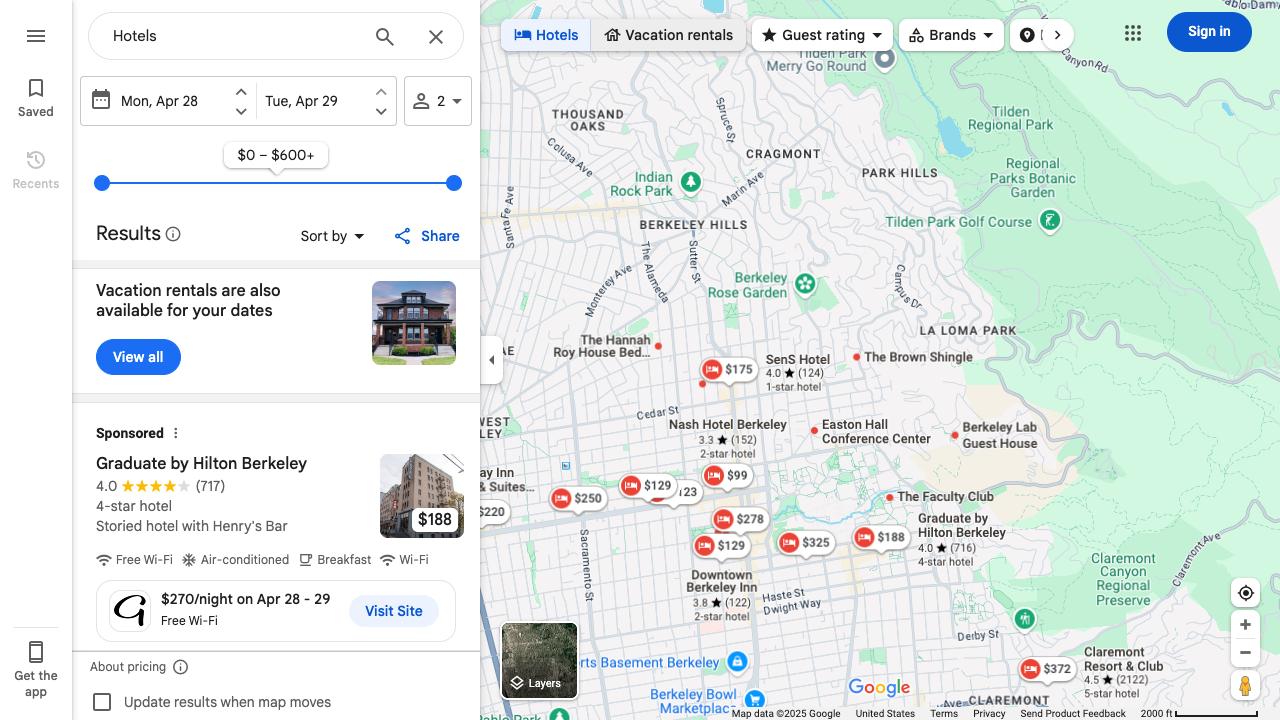 Hotels
Saved
Recents
Get the
app
Mon, Apr 28
Tue, Apr 29
2
$0 – $600+
Results
Sort by
Share
Vacation rentals are also
available for your dates
View all
Sponsored
Graduate by Hilton Berkeley
4.0 ★★★★★ (717)
4-star hotel
Storied hotel with Henry's Bar
$188
Free Wi-Fi
Air-conditioned
Breakfast
Wi-Fi
$270/night on Apr 28 - 29
Free Wi-Fi
Visit Site
About pricing
Update results when map moves
Hotels
Vacation rentals
Guest rating
Brands
Sign in
Canyon Rd
Tilden Park
Merry Go Round
THOUSAND
OAKS
Colusa Ave
Spruce St
CRAGMONT
Tilden
Regional Park
PARK HILLS
Regional
Parks Botanic
Garden
Indian
Rock Park
Marin Ave
Santa Fe Ave
BERKELEY HILLS
Tilden Park Golf Course
The Alameda
Sutter St
Monterey Ave
Berkeley
Rose Garden
Campus Dr
LA LOMA PARK
The Hannah
Roy House Bed...
SenS Hotel
4.0 ★ (124)
1-star hotel
$175
The Brown Shingle
Cedar St
WEST
LEY
Nash Hotel Berkeley
3.3 ★ (152)
2-star hotel
Easton Hall
Conference Center
Berkeley Lab
Guest House
ay Inn
& Suites...
$99
$129
123
$250
$220
The Faculty Club
$278
$129
$325
$188
Graduate by
Hilton Berkeley
4.0 ★ (716)
4-star hotel
Sacramento St
Downtown
Berkeley Inn
3.8 ★ (122)
2-star hotel
Haste St
Dwight Way
Claremont
Canyon
Regional
Preserve
Claremont Ave
Derby St
rts Basement Berkeley
$372
Claremont
Resort & Club
4.5 ★ (2122)
5-star hotel
Berkeley Bowl
Marketplace
CLAREMONT
Layers
Google
Map data ©2025 Google
United States
Terms
Privacy
Send Product Feedback
2000 ft